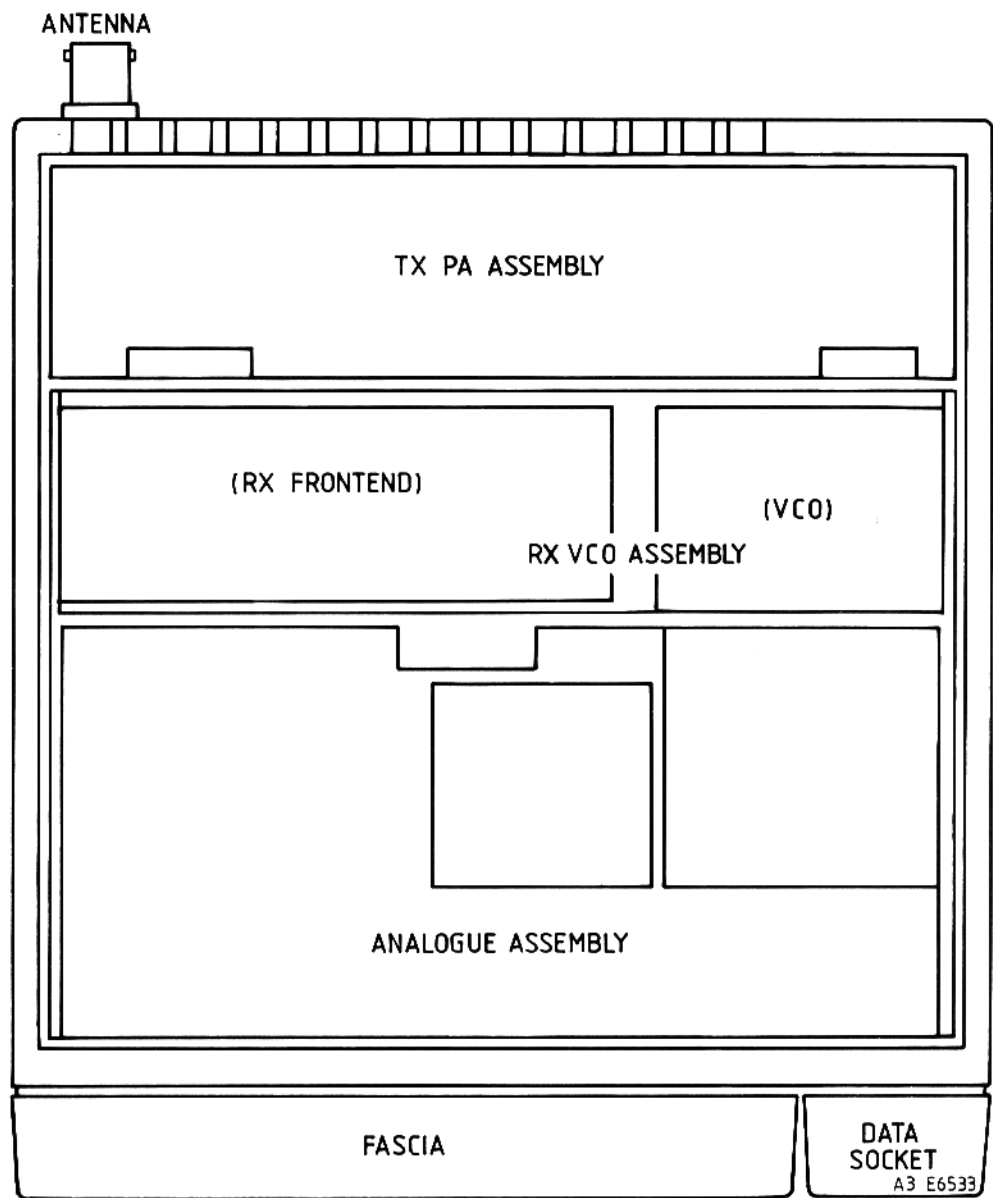 ANTENNA
TX PA ASSEMBLY
(RX FRONTEND)
(VCO)
RX VCO ASSEMBLY
ANALOGUE ASSEMBLY
FASCIA
DATA
SOCKET
A3 E6533